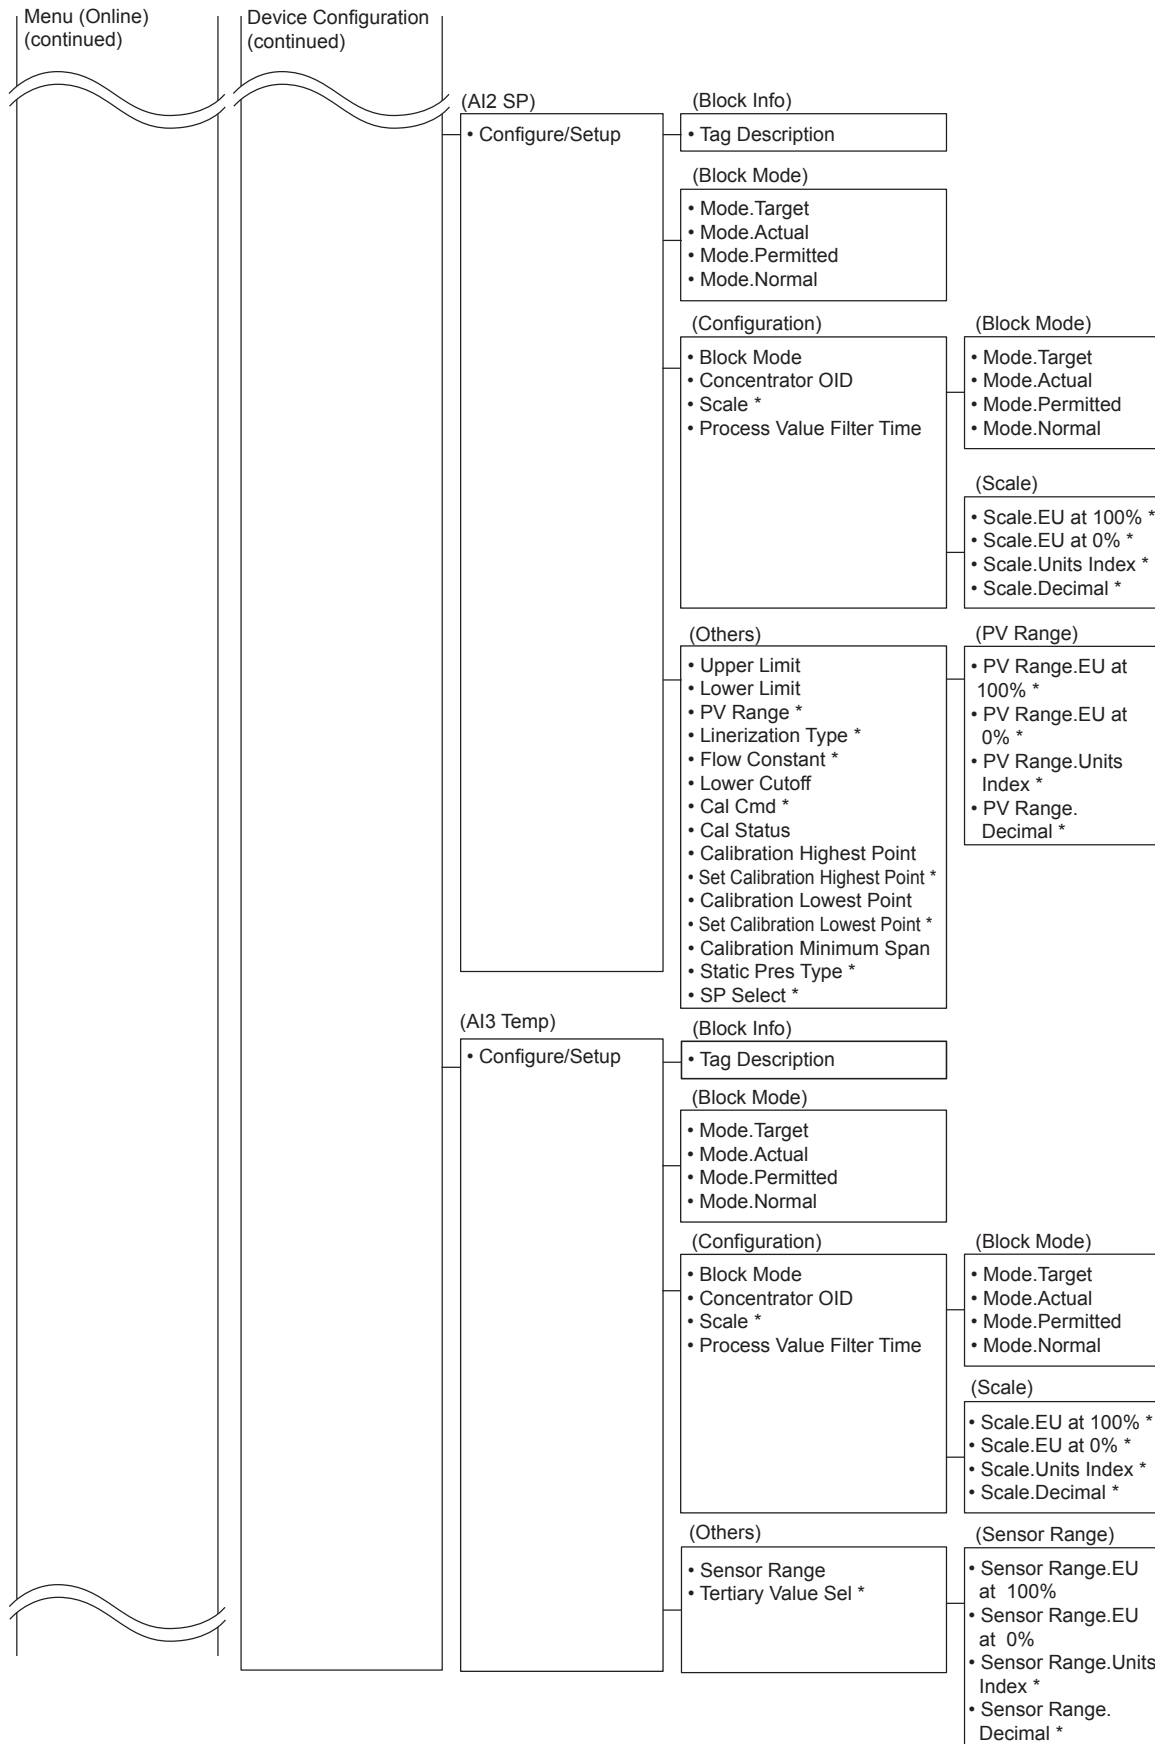 Menu (Online)
(continued)
Device Configuration
(continued)
(AI2 SP)
• Configure/Setup
(Block Info)
• Tag Description
(Block Mode)
• Mode.Target
• Mode.Actual
• Mode.Permitted
• Mode.Normal
(Configuration)
• Block Mode
• Concentrator OID
• Scale *
• Process Value Filter Time
(Block Mode)
• Mode.Target
• Mode.Actual
• Mode.Permitted
• Mode.Normal
(Scale)
• Scale.EU at 100% *
• Scale.EU at 0% *
• Scale.Units Index *
• Scale.Decimal *
(Others)
• Upper Limit
• Lower Limit
• PV Range *
• Linerization Type *
• Flow Constant *
• Lower Cutoff
• Cal Cmd *
• Cal Status
• Calibration Highest Point
• Set Calibration Highest Point *
• Calibration Lowest Point
• Set Calibration Lowest Point *
• Calibration Minimum Span
• Static Pres Type *
• SP Select *
(PV Range)
• PV Range.EU at
100% *
• PV Range.EU at
0% *
• PV Range.Units
Index *
• PV Range.
Decimal *
(AI3 Temp)
• Configure/Setup
(Block Info)
• Tag Description
(Block Mode)
• Mode.Target
• Mode.Actual
• Mode.Permitted
• Mode.Normal
(Configuration)
• Block Mode
• Concentrator OID
• Scale *
• Process Value Filter Time
(Block Mode)
• Mode.Target
• Mode.Actual
• Mode.Permitted
• Mode.Normal
(Scale)
• Scale.EU at 100% *
• Scale.EU at 0% *
• Scale.Units Index *
• Scale.Decimal *
(Others)
• Sensor Range
• Tertiary Value Sel *
(Sensor Range)
• Sensor Range.EU
at 100%
• Sensor Range.EU
at 0%
• Sensor Range.Units
Index *
• Sensor Range.
Decimal *